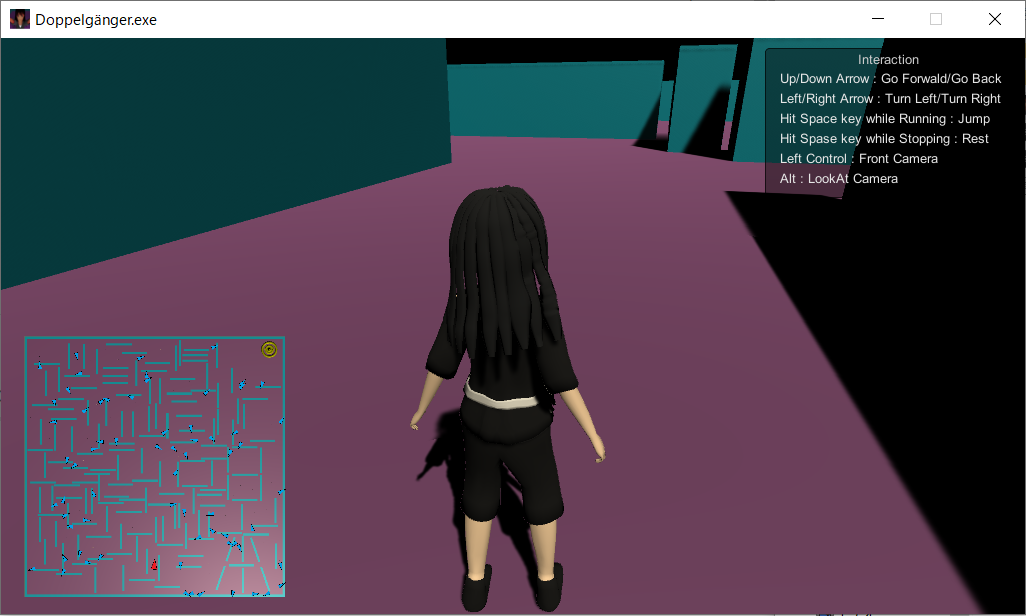 Doppelgänger.exe
Interaction
Up/Down Arrow : Go Forwald/Go Back
Left/Right Arrow : Turn Left/Turn Right
Hit Space key while Running : Jump
Hit Spase key while Stopping : Rest
Left Control : Front Camera
Alt : LookAt Camera